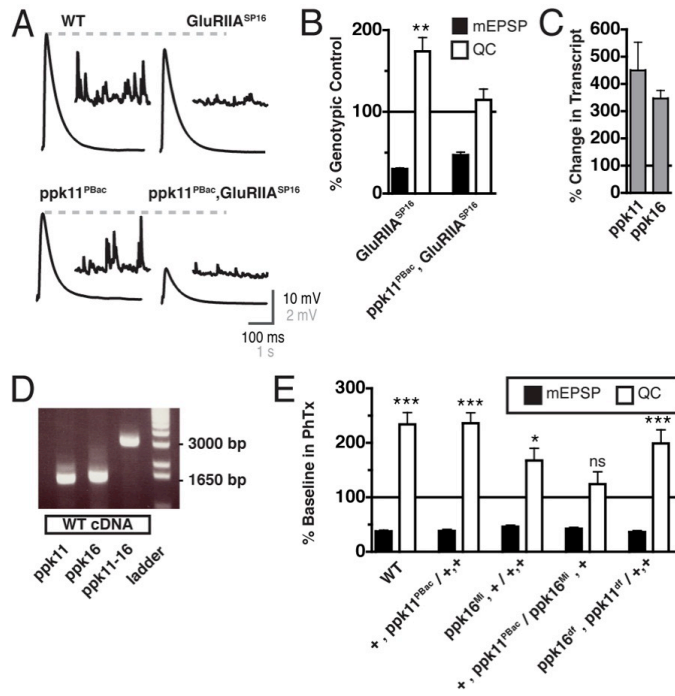 A
WT
GluRIIA^SP16
ppk11^PBac
ppk11^PBac,GluRIIA^SP16
10 mV
2 mV
100 ms
1 s
B
mEPSP
QC
% Genotypic Control
200
100
0
**
GluRIIA^SP16
ppk11^PBac, GluRIIA^SP16
C
% Change in Transcript
600
500
400
300
200
100
0
ppk11
ppk16
D
3000 bp
1650 bp
WT cDNA
ppk11
ppk16
ppk11-16
ladder
E
mEPSP
QC
% Baseline in PhTx
300
200
100
0
***
***
*
ns
***
WT
+ , ppk11^PBac / +,+
ppk16^Mi , + / +,+
+ , ppk11^PBac / ppk16^Mi , +
ppk16^df , ppk11^df / +,+